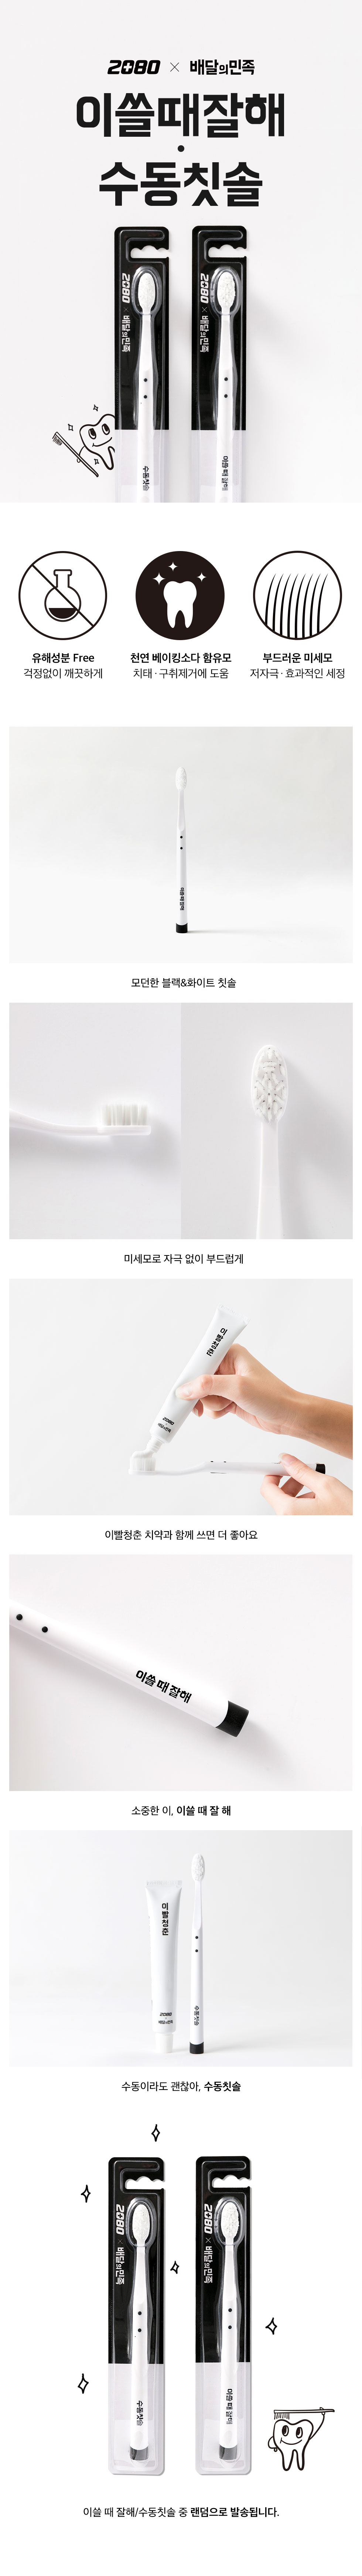 2080 × 배달의민족
이쓸때잘해
·
수동칫솔
2080 × 배달의민족
수동칫솔
2080 × 배달의민족
이쓸 때 잘해
유해성분 Free
걱정없이 깨끗하게
천연 베이킹소다 함유모
치태 · 구취제거에 도움
부드러운 미세모
저자극 · 효과적인 세정
이쓸 때 잘해
모던한 블랙&화이트 칫솔
미세모로 자극 없이 부드럽게
이빨청춘
2080
배달의민족
이빨청춘 치약과 함께 쓰면 더 좋아요
이쓸 때 잘해
소중한 이, 이쓸 때 잘 해
이빨청춘
2080
배달의민족
수동칫솔
수동이라도 괜찮아, 수동칫솔
2080 × 배달의민족
수동칫솔
2080 × 배달의민족
이쓸 때 잘해
이쓸 때 잘해/수동칫솔 중 랜덤으로 발송됩니다.